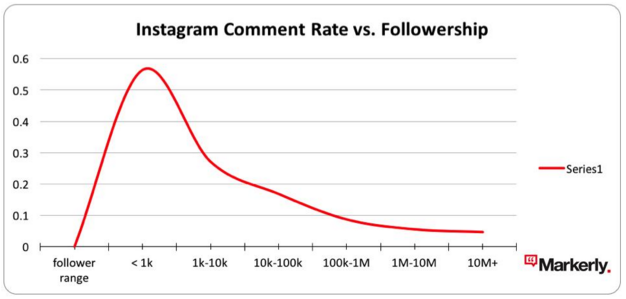 Instagram Comment Rate vs. Followership
0.6
0.5
0.4
0.3
0.2
0.1
0
follower
range
< 1k
1k-10k
10k-100k
100k-1M
1M-10M
10M+
Series1
Markerly.